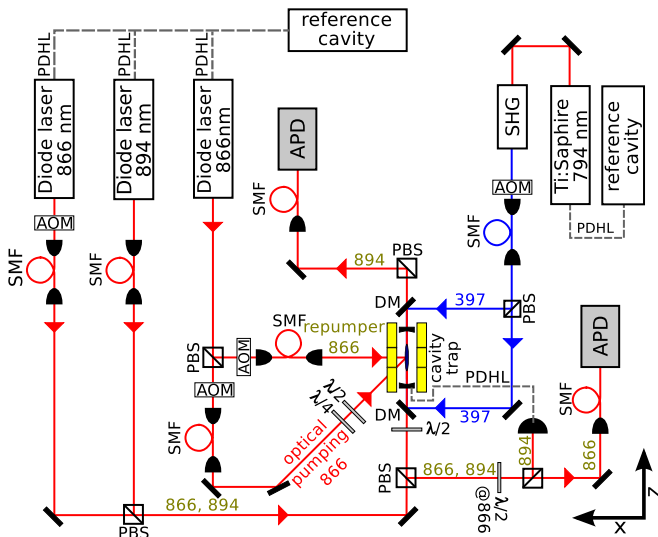 reference
cavity
PDHL
PDHL
PDHL
Diode laser
866 nm
Diode laser
894 nm
Diode laser
866nm
APD
SMF
SHG
Ti:Sapphire
794 nm
reference
cavity
PDHL
AOM
SMF
AOM
SMF
SMF
PBS
894
DM
397
PBS
SMF
repumper
866
AOM
PBS
AOM
cavity
trap
PDHL
APD
SMF
λ/2
λ/4
DM
397
λ/2
SMF
optical
pumping
866
PBS
866, 894
λ/2
@866
894
866
866, 894
PBS
x
z